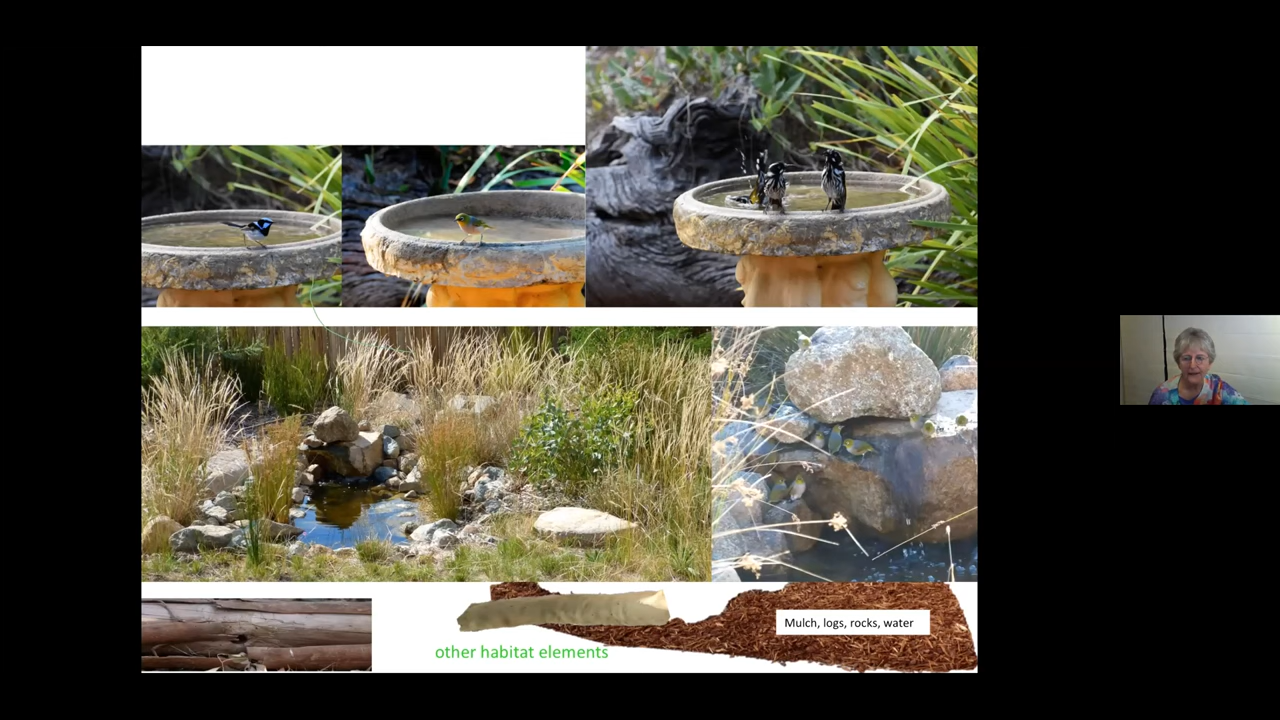 Mulch, logs, rocks, water
other habitat elements